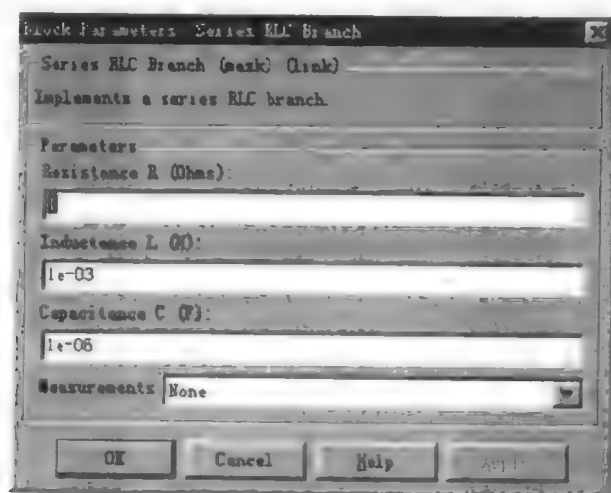 Block Parameters: Series RLC Branch
Series RLC Branch (mask) (link)
Implements a series RLC branch.
Parameters
Resistance R (Ohms):
Inductance L (H):
1e-03
Capacitance C (F):
1e-06
Measurements None
OK Cancel Help Apply